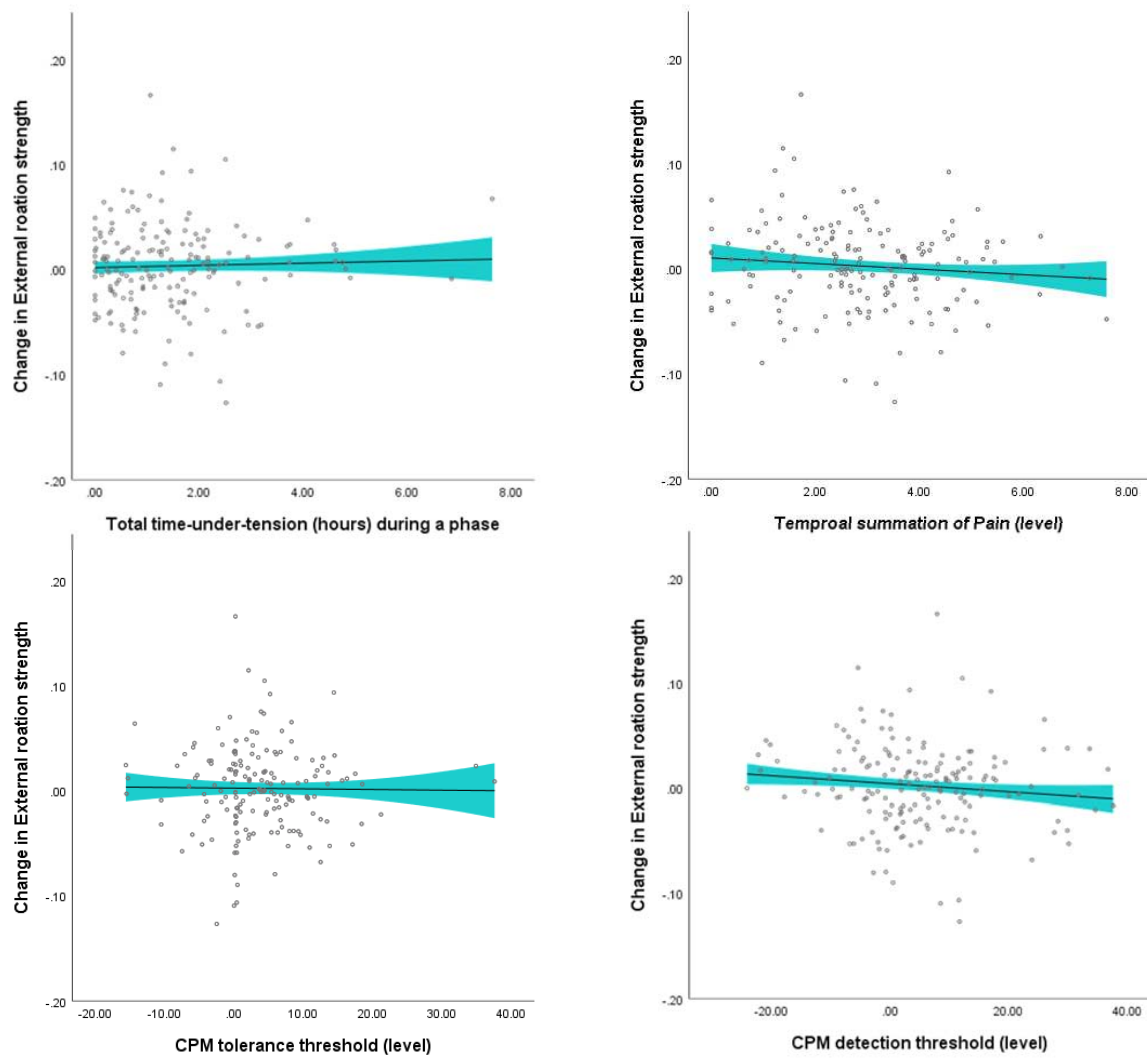 Change in External roation strength
.20
.10
.00
-.10
-.20
.00 2.00 4.00 6.00 8.00
Total time-under-tension (hours) during a phase
Change in External roation strength
.20
.10
.00
-.10
-.20
.00 2.00 4.00 6.00 8.00
Temproal summation of Pain (level)
Change in External roation strength
.20
.10
.00
-.10
-.20
-20.00 -10.00 .00 10.00 20.00 30.00 40.00
CPM tolerance threshold (level)
Change in External roation strength
.20
.10
.00
-.10
-.20
-20.00 .00 20.00 40.00
CPM detection threshold (level)